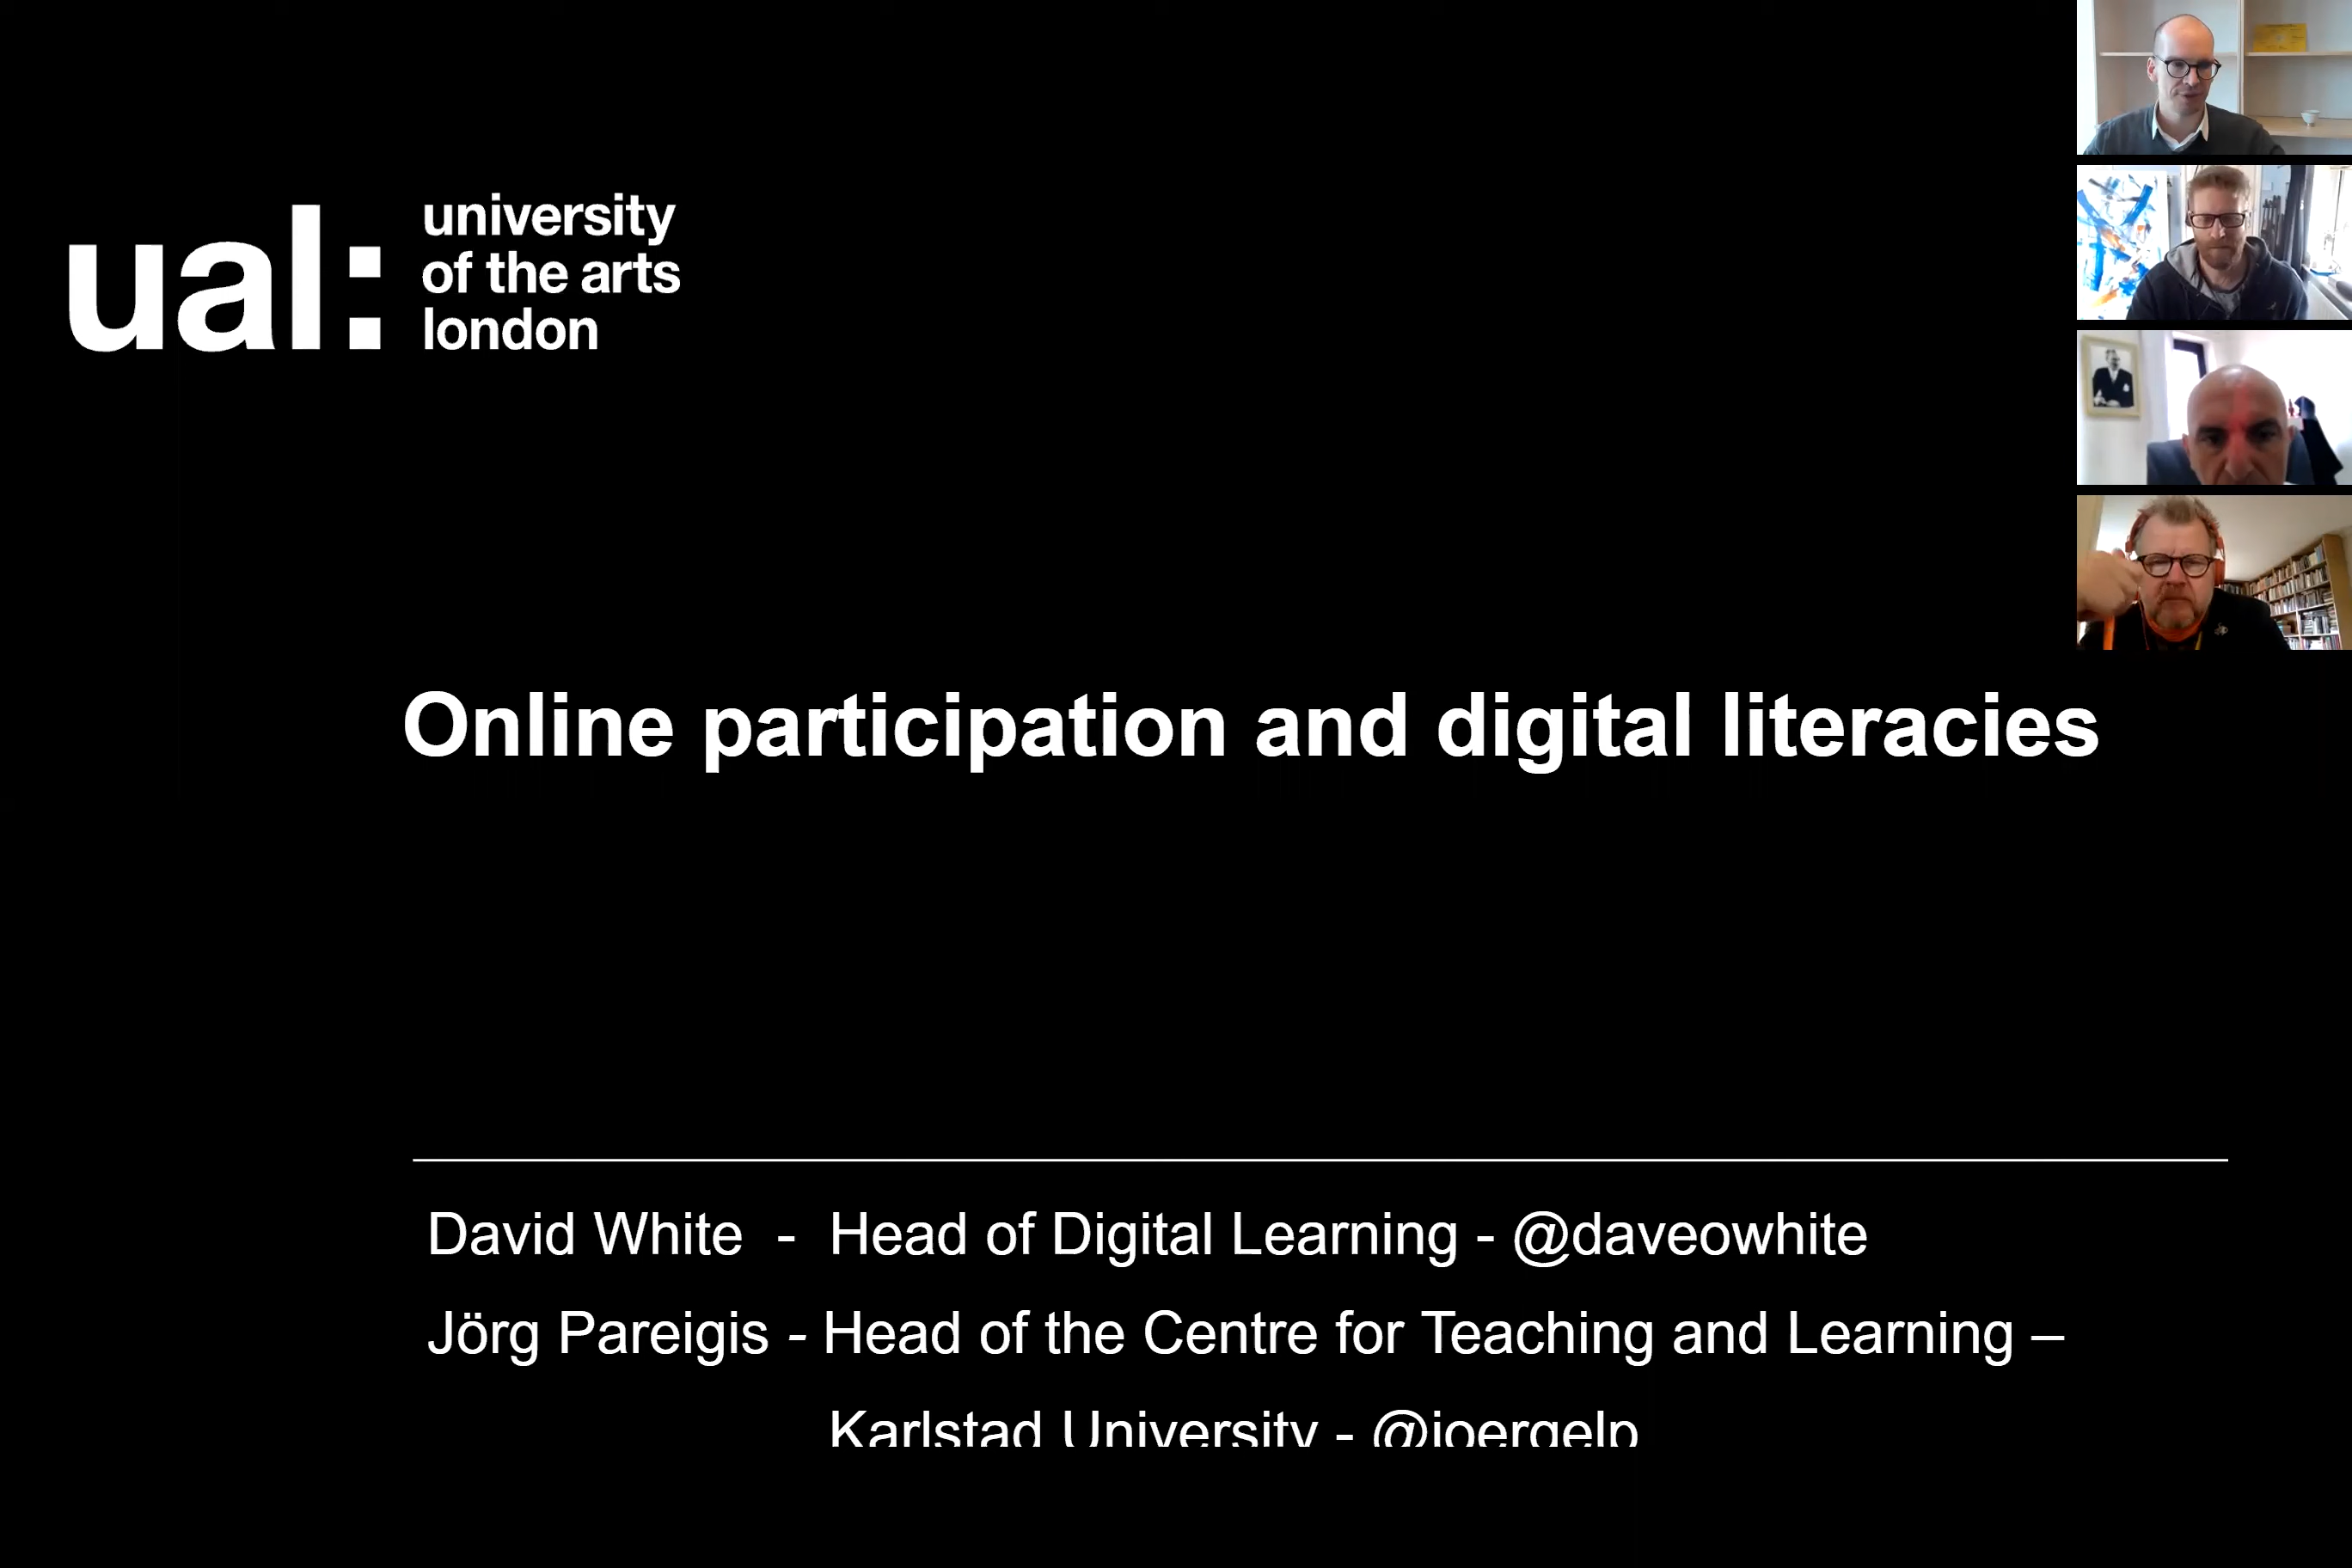 ual:
university
of the arts
london
Online participation and digital literacies
David White - Head of Digital Learning - @daveowhite
Jörg Pareigis - Head of the Centre for Teaching and Learning –
Karlstad University - @joergelp